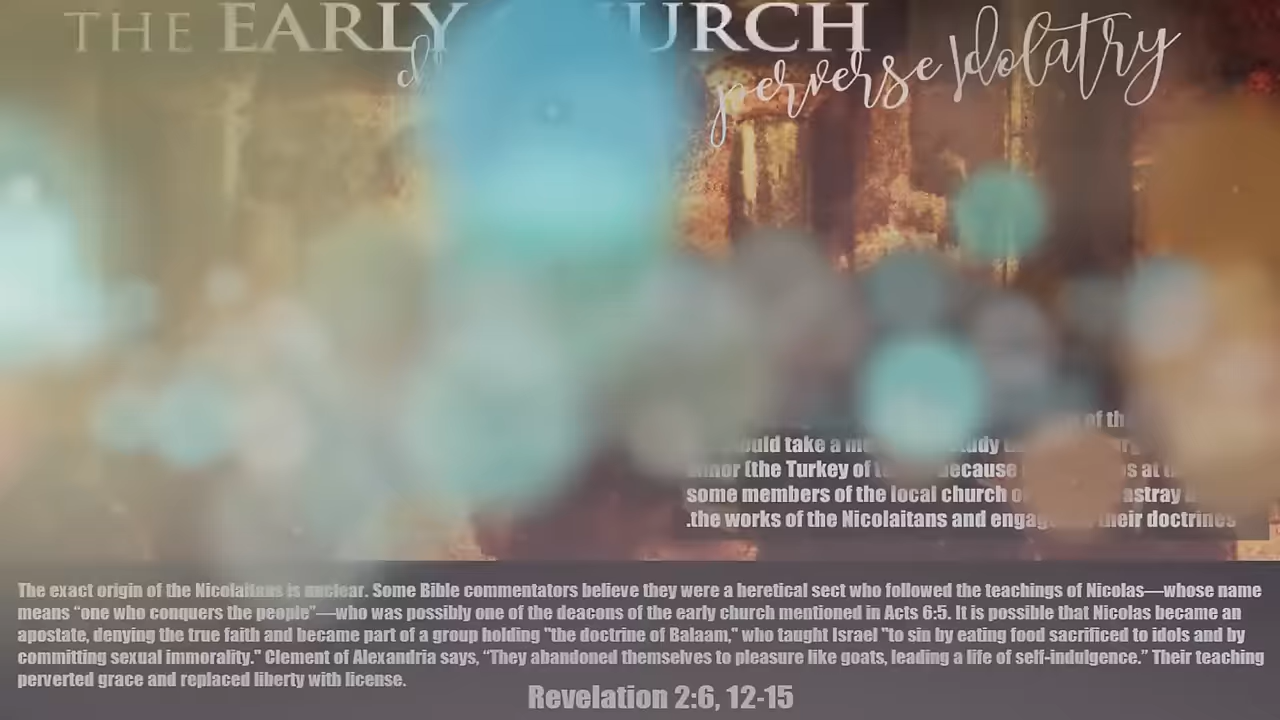 THE EARLY URCH
perverse Idolatry
of the
take a
(the Turkey of
some members of the local church astray
.the works of the Nicolaitans and their doctrines
The exact origin of the Nicolaitans is unclear. Some Bible commentators believe they were a heretical sect who followed the teachings of Nicolas—whose name
means “one who conquers the people”—who was possibly one of the deacons of the early church mentioned in Acts 6:5. It is possible that Nicolas became an
apostate, denying the true faith and became part of a group holding "the doctrine of Balaam," who taught Israel "to sin by eating food sacrificed to idols and by
committing sexual immorality." Clement of Alexandria says, “They abandoned themselves to pleasure like goats, leading a life of self-indulgence.” Their teaching
perverted grace and replaced liberty with license.
Revelation 2:6, 12-15